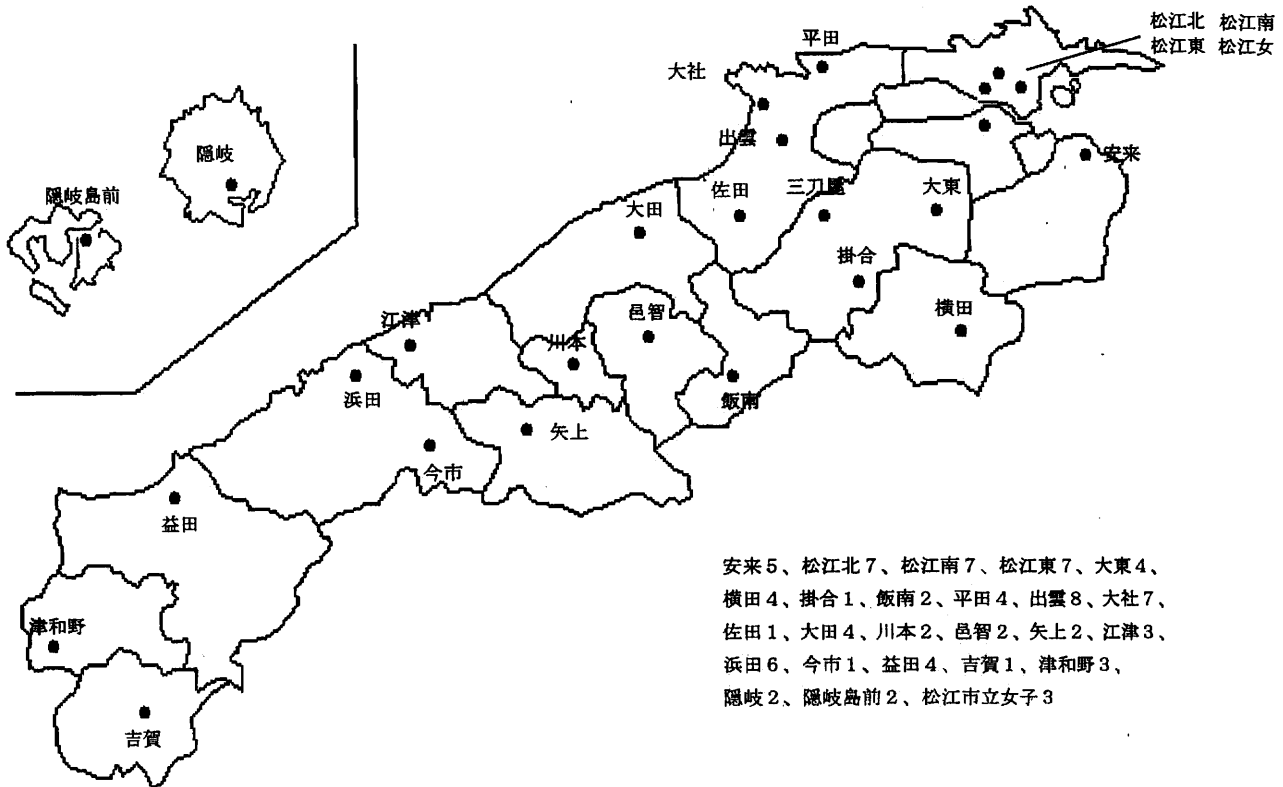 松江北 松江南
松江東 松江女
平田
大社
出雲
安来
隠岐
隠岐島前
佐田
三刀屋
大東
大田
掛合
邑智
横田
江津
川本
浜田
飯南
矢上
今市
益田
津和野
吉賀
安来5、松江北7、松江南7、松江東7、大東4、
横田4、掛合1、飯南2、平田4、出雲8、大社7、
佐田1、大田4、川本2、邑智2、矢上2、江津3、
浜田6、今市1、益田4、吉賀1、津和野3、
隠岐2、隠岐島前2、松江市立女子3